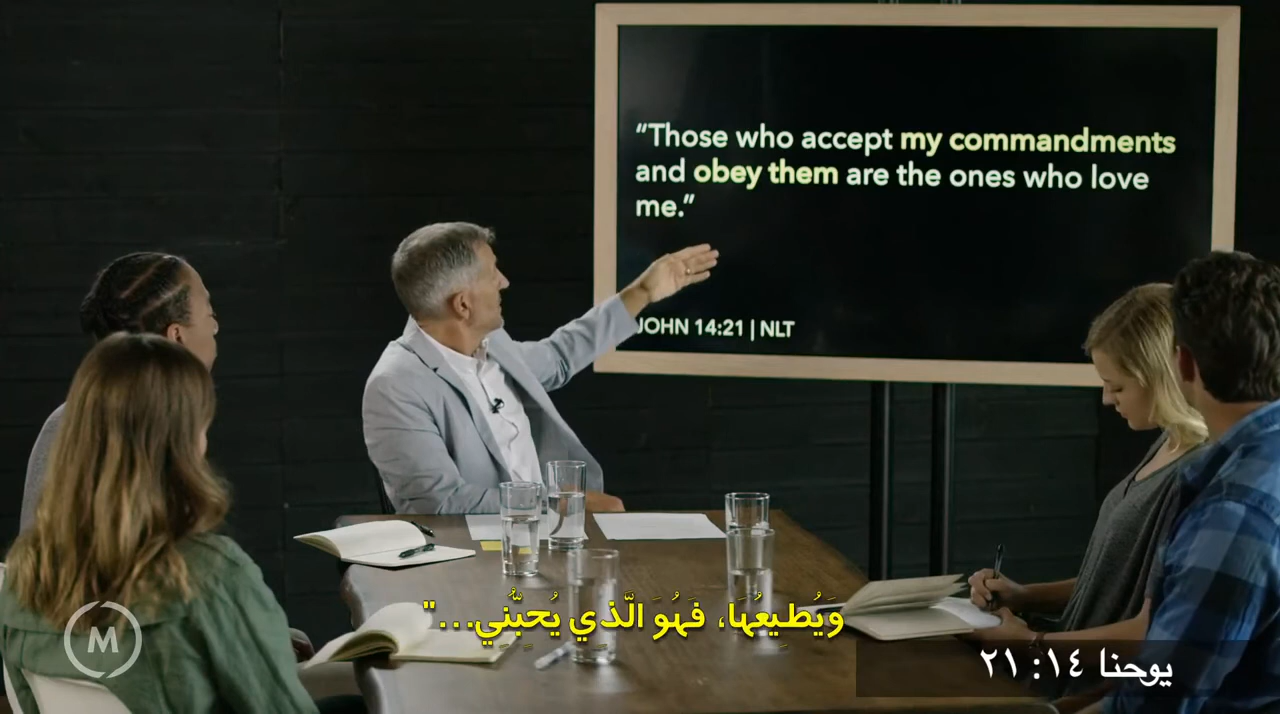 “Those who accept my commandments
and obey them are the ones who love
me.”
JOHN 14:21 | NLT
وَيُطِيعُهَا، فَهُوَ الَّذِي يُحِبُّنِي..."
يوحنا ١٤: ٢١
M